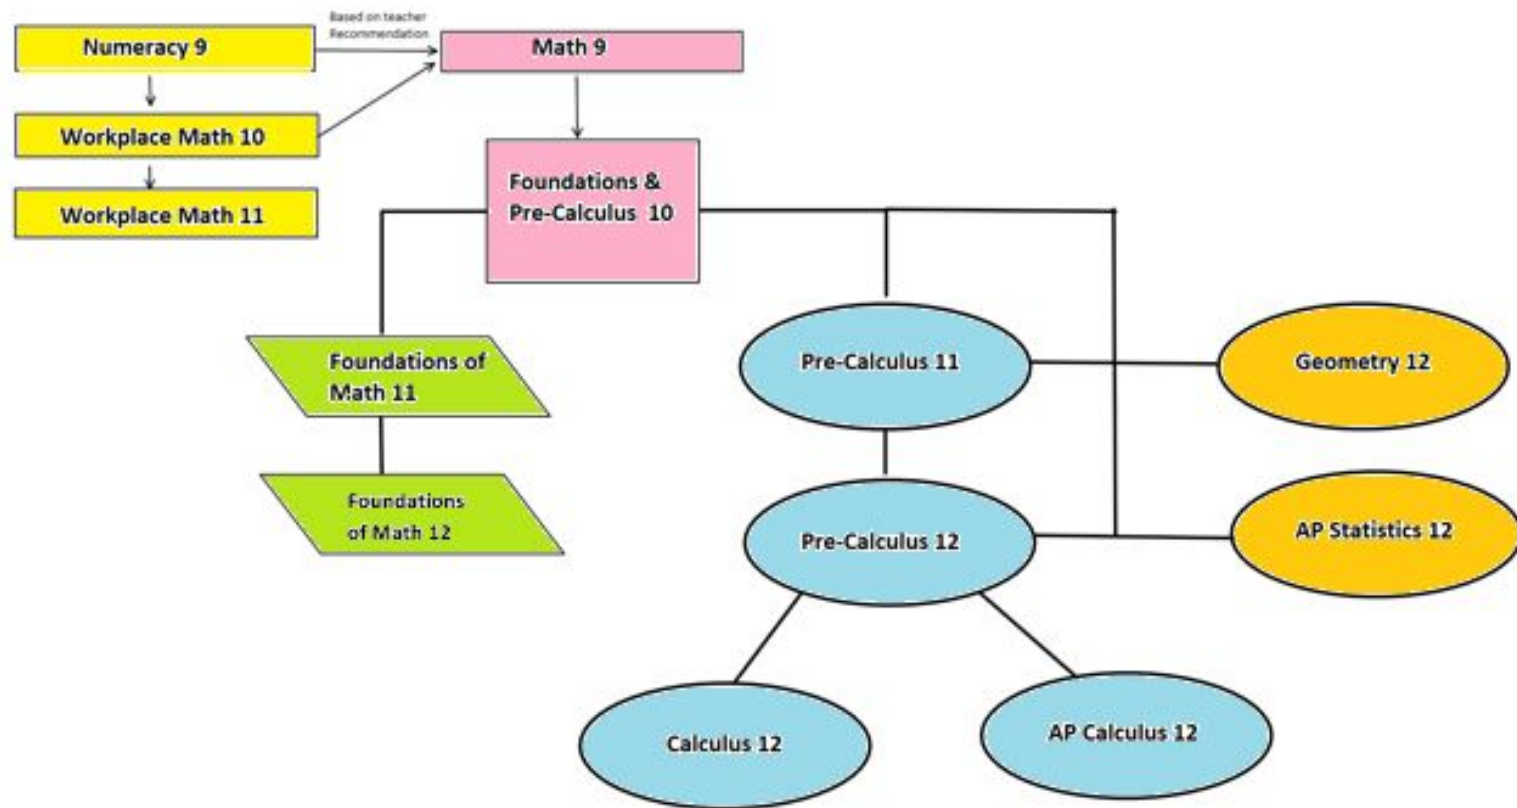 Based on teacher
Recommendation
Numeracy 9
Math 9
Workplace Math 10
Workplace Math 11
Foundations &
Pre-Calculus 10
Foundations of
Math 11
Foundations
of Math 12
Pre-Calculus 11
Geometry 12
Pre-Calculus 12
AP Statistics 12
Calculus 12
AP Calculus 12